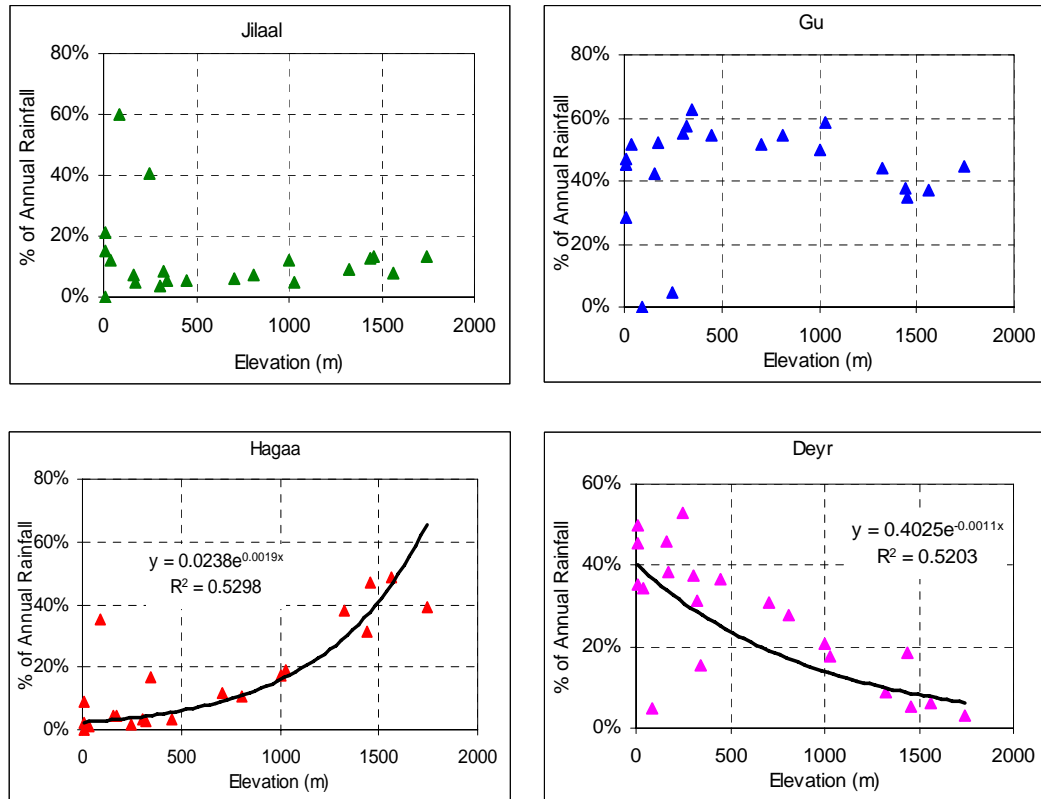 Jilaal
% of Annual Rainfall
80%
60%
40%
20%
0%
0 500 1000 1500 2000
Elevation (m)
Gu
% of Annual Rainfall
80%
60%
40%
20%
0%
0 500 1000 1500 2000
Elevation (m)
Hagaa
% of Annual Rainfall
80%
60%
40%
20%
0%
y = 0.0238e^0.0019x
R² = 0.5298
0 500 1000 1500 2000
Elevation (m)
Deyr
% of Annual Rainfall
60%
40%
20%
0%
y = 0.4025e^-0.0011x
R² = 0.5203
0 500 1000 1500 2000
Elevation (m)